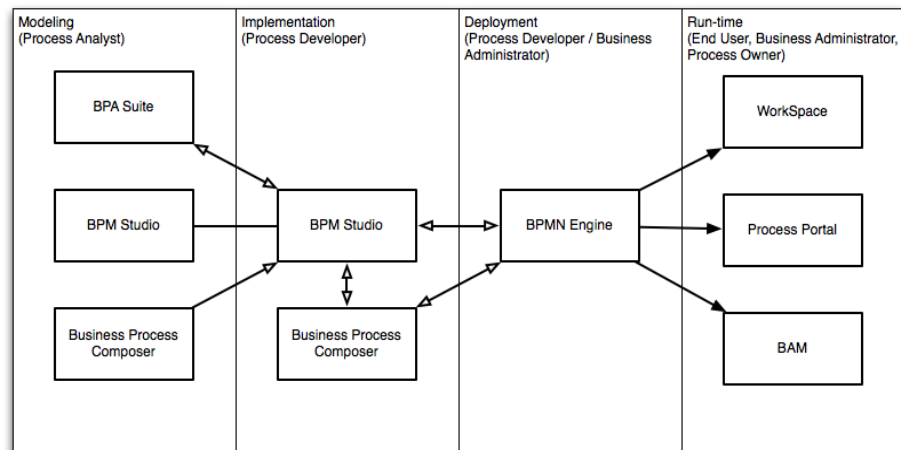 Modeling
(Process Analyst)
Implementation
(Process Developer)
Deployment
(Process Developer / Business
Administrator)
Run-time
(End User, Business Administrator,
Process Owner)
BPA Suite
WorkSpace
BPM Studio
BPM Studio
BPMN Engine
Process Portal
Business Process
Composer
Business Process
Composer
BAM